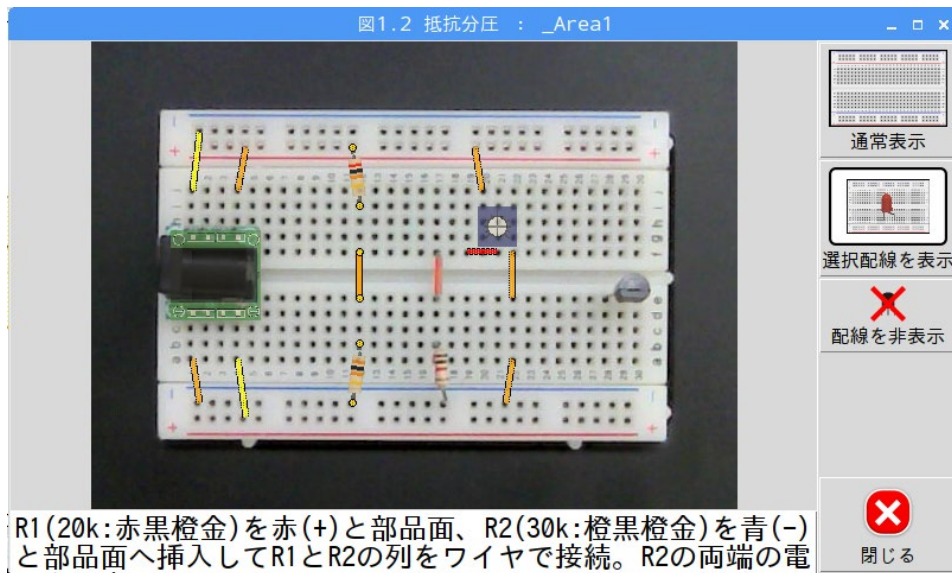 図1.2 抵抗分圧 : _Area1
通常表示
選択配線を表示
配線を非表示
閉じる
R1(20k:赤黒橙金)を赤(+)と部品面、R2(30k:橙黒橙金)を青(-)
と部品面へ挿入してR1とR2の列をワイヤで接続。R2の両端の電